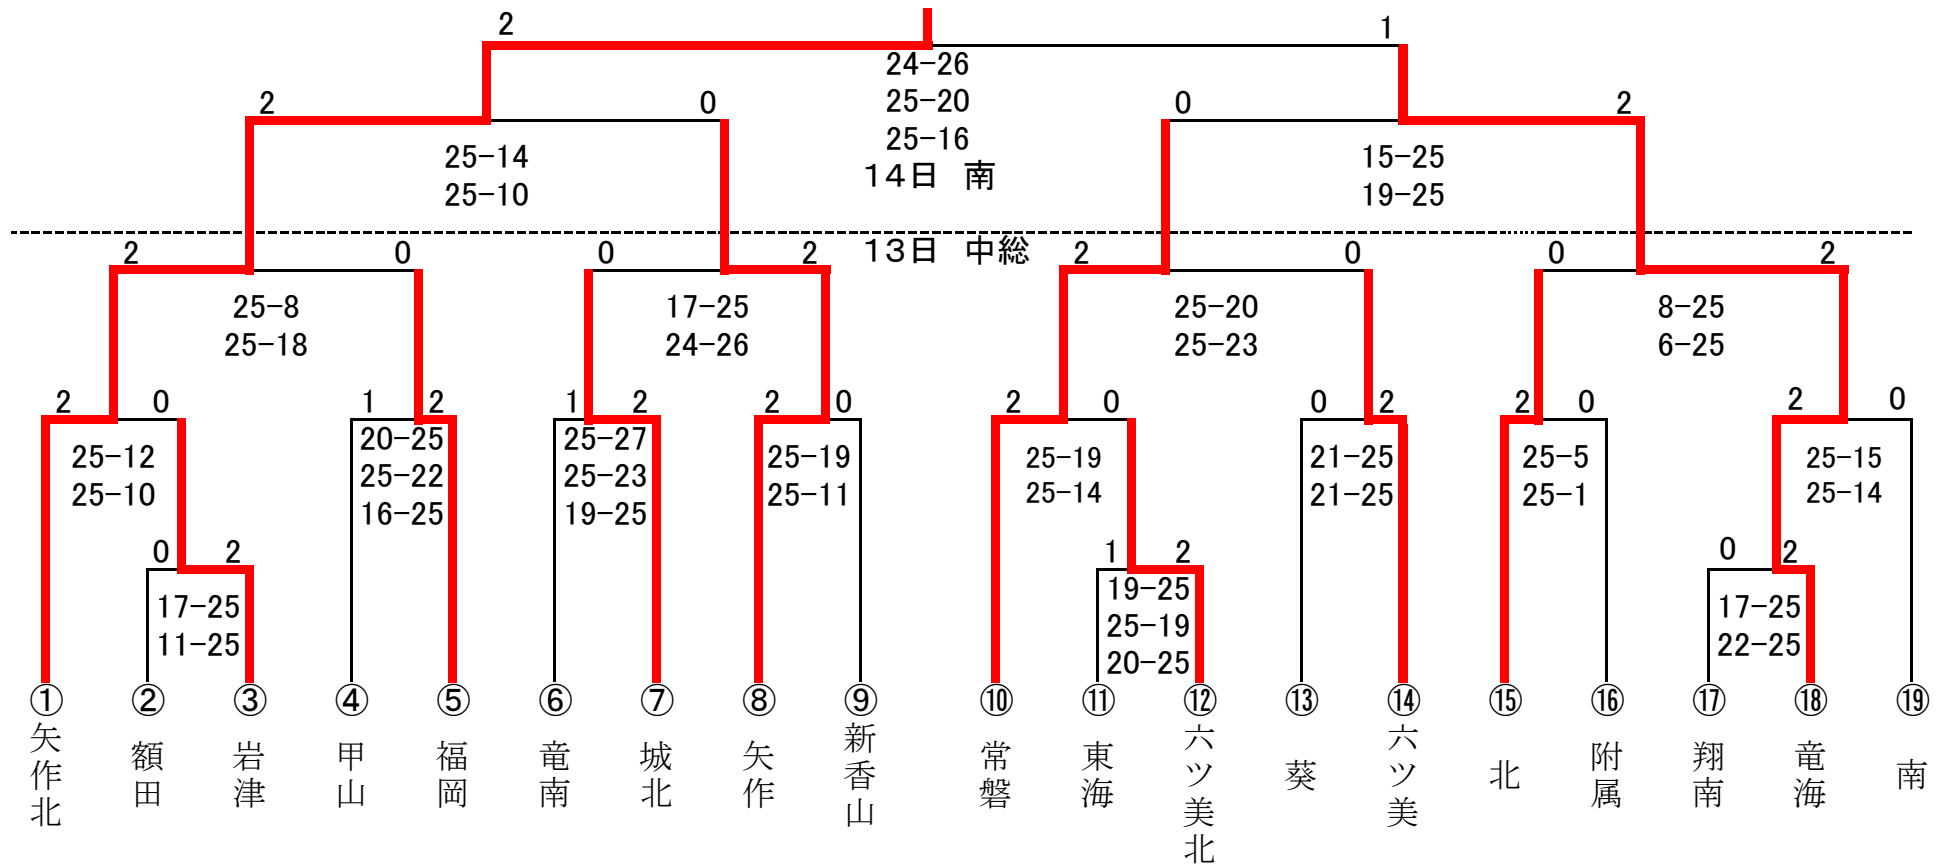 2 1
24-26
2 0 25-20 0 2
25-16
25-14 15-25
14日 南
25-10 19-25
2 0 0 2 13日 中総 2 0 0 2
25-8 17-25 25-20 8-25
25-18 24-26 25-23 6-25
2 0 1 2 1 2 2 0 2 0 0 2 2 0 2 0
20-25 25-27
25-12 25-19 25-19 21-25 25-5 25-15
25-22 25-23
25-10 25-11 25-14 21-25 25-1 25-14
16-25 19-25
0 2 1 2 0 2
19-25
17-25 17-25
25-19
11-25 22-25
20-25
① ② ③ ④ ⑤ ⑥ ⑦ ⑧ ⑨ ⑩ ⑪ ⑫ ⑬ ⑭ ⑮ ⑯ ⑰ ⑱ ⑲
矢作北
額田
岩津
甲山
福岡
竜南
城北
矢作
新香山
常磐
東海
六ツ美北
葵
六ツ美
北
附属
翔南
竜海
南